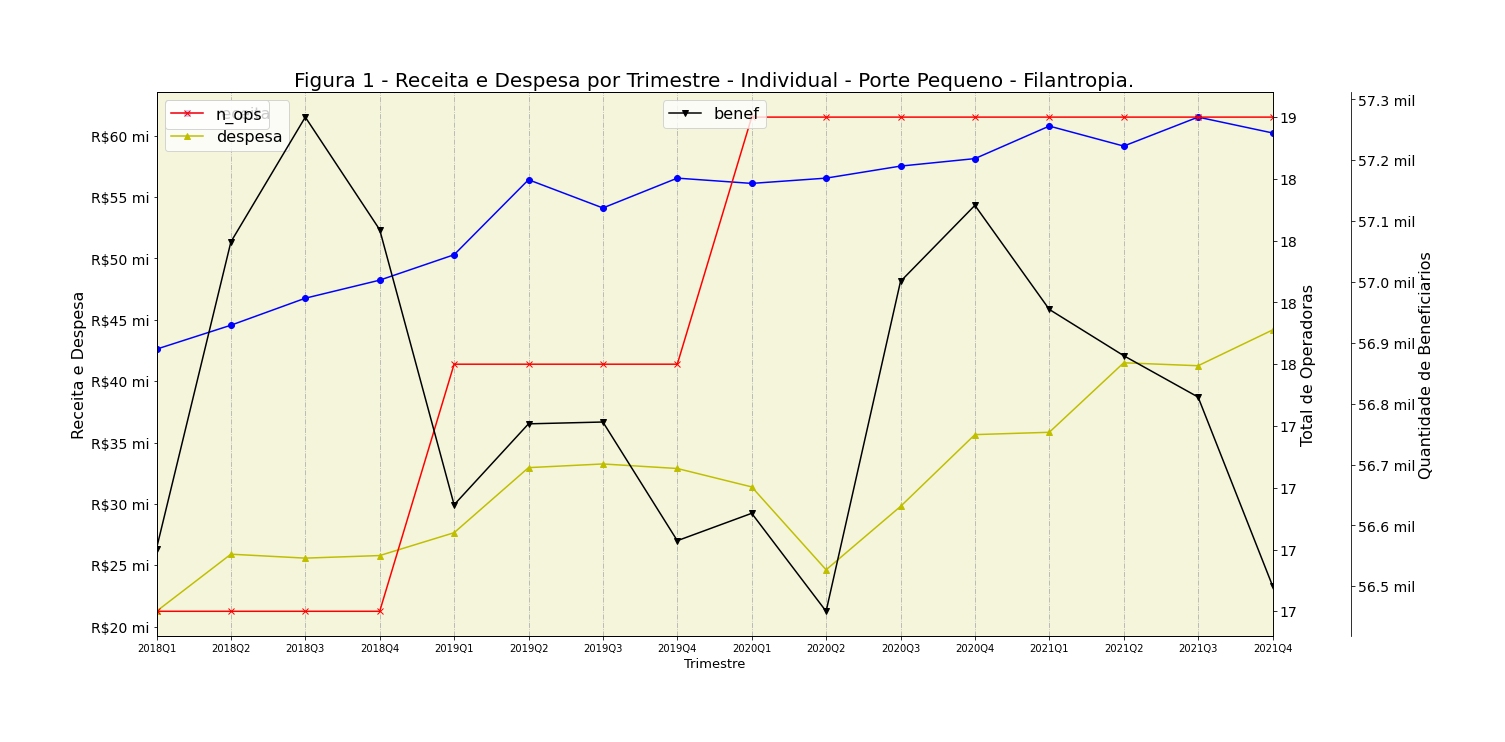 Figura 1 - Receita e Despesa por Trimestre - Individual - Porte Pequeno - Filantropia.
n_ops
despesa
benef
Receita e Despesa
R$60 mi
R$55 mi
R$50 mi
R$45 mi
R$40 mi
R$35 mi
R$30 mi
R$25 mi
R$20 mi
19
18
18
18
18
17
17
17
17
Total de Operadoras
57.3 mil
57.2 mil
57.1 mil
57.0 mil
56.9 mil
56.8 mil
56.7 mil
56.6 mil
56.5 mil
Quantidade de Beneficiarios
2018Q1 2018Q2 2018Q3 2018Q4 2019Q1 2019Q2 2019Q3 2019Q4 2020Q1 2020Q2 2020Q3 2020Q4 2021Q1 2021Q2 2021Q3 2021Q4
Trimestre